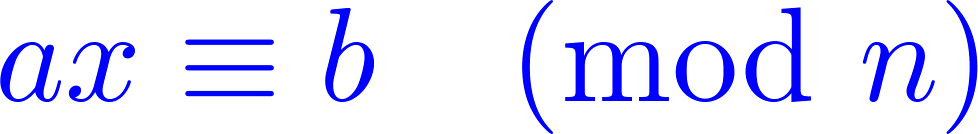 ax ≡ b (mod n)